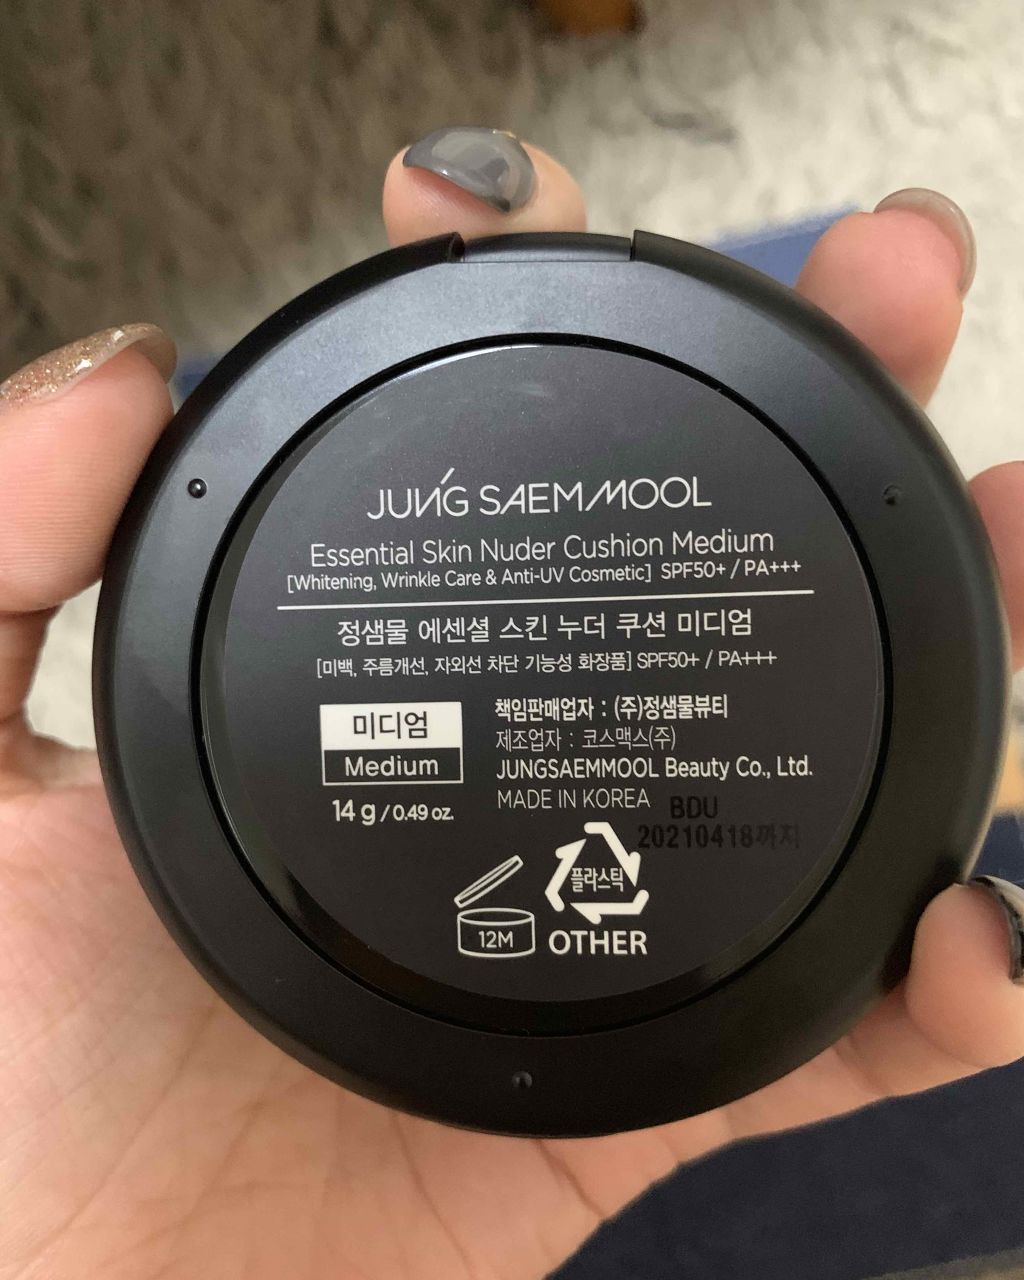 JUNG SAEMMOOL
Essential Skin Nuder Cushion Medium
[Whitening, Wrinkle Care & Anti-UV Cosmetic] SPF50+ / PA+++
정샘물 에센셜 스킨 누더 쿠션 미디엄
[미백, 주름개선, 자외선 차단 기능성 화장품] SPF50+ / PA+++
미디엄
Medium
14 g / 0.49 oz.
책임판매업자 : (주)정샘물뷰티
제조업자 : 코스맥스(주)
JUNGSAEMMOOL Beauty Co., Ltd.
MADE IN KOREA
BDU
20210418까지
플라스틱
OTHER
12M